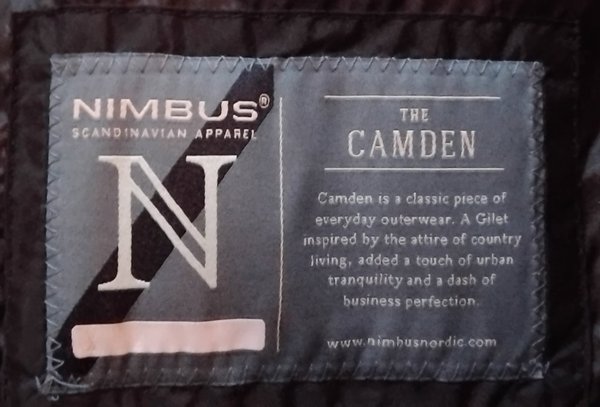 NIMBUS®
SCANDINAVIAN APPAREL
N
THE
CAMDEN
Camden is a classic piece of
everyday outerwear. A Gilet
inspired by the attire of country
living, added a touch of urban
tranquility and a dash of
business perfection.
www.nimbusnordic.com